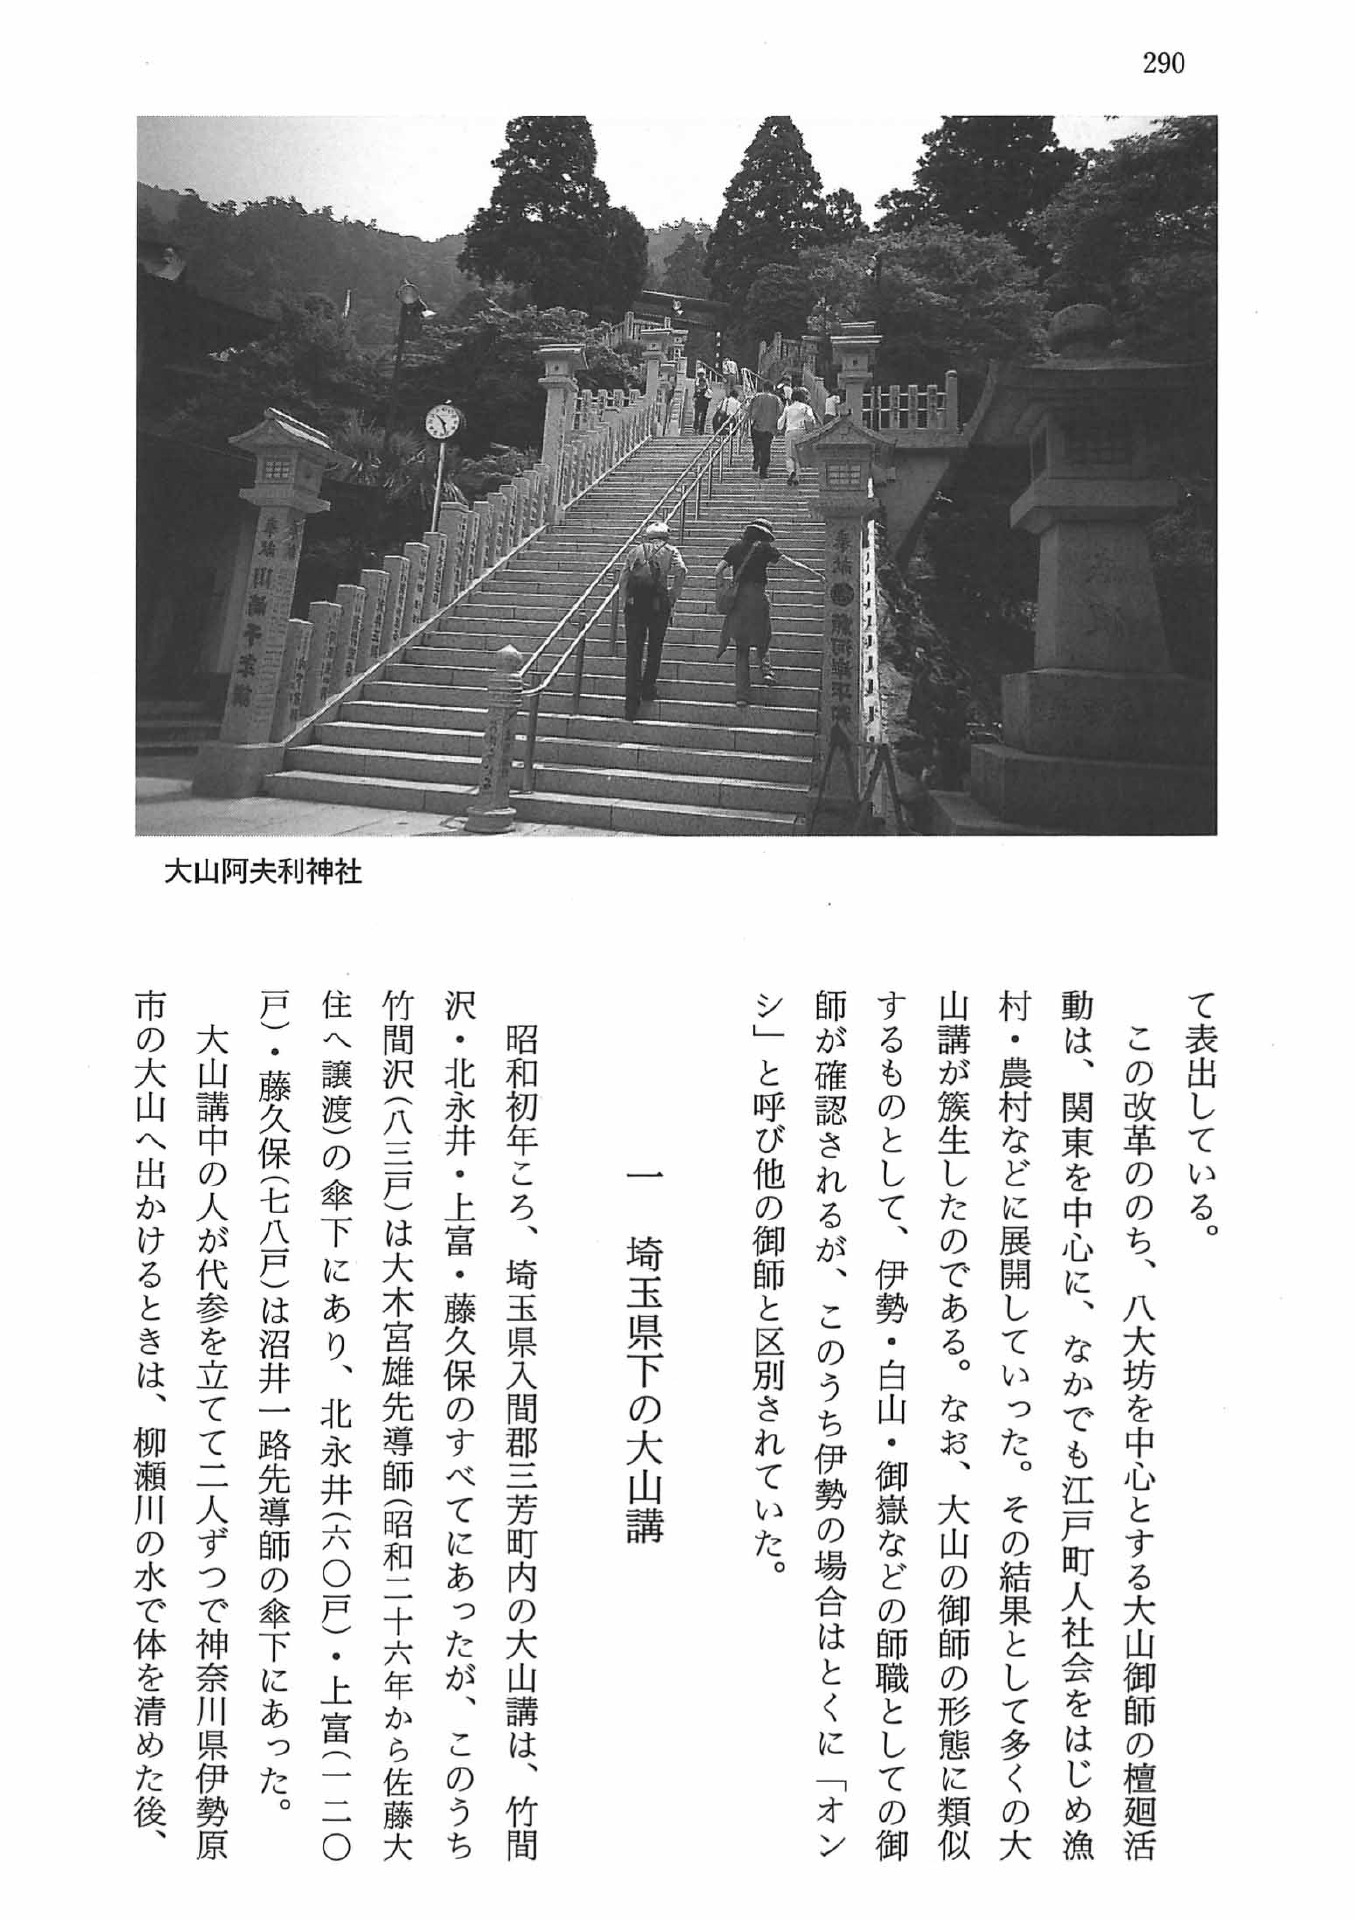 290
奉献
大山阿夫利神社
て表出している。
この改革ののち、八大坊を中心とする大山御師の檀廻活
動は、関東を中心に、なかでも江戸町人社会をはじめ漁
村・農村などに展開していった。その結果として多くの大
山講が簇生したのである。なお、大山の御師の形態に類似
するものとして、伊勢・白山・御嶽などの師職としての御
師が確認されるが、このうち伊勢の場合はとくに「オン
シ」と呼び他の御師と区別されていた。
一　埼玉県下の大山講
昭和初年ころ、埼玉県入間郡三芳町内の大山講は、竹間
沢・北永井・上富・藤久保のすべてにあったが、このうち
竹間沢(八三戸)は大木宮雄先導師(昭和二十六年から佐藤大
住へ譲渡)の傘下にあり、北永井(六〇戸)・上富(一二〇
戸)・藤久保(七八戸)は沼井一路先導師の傘下にあった。
大山講中の人が代参を立てて二人ずつで神奈川県伊勢原
市の大山へ出かけるときは、柳瀬川の水で体を清めた後、